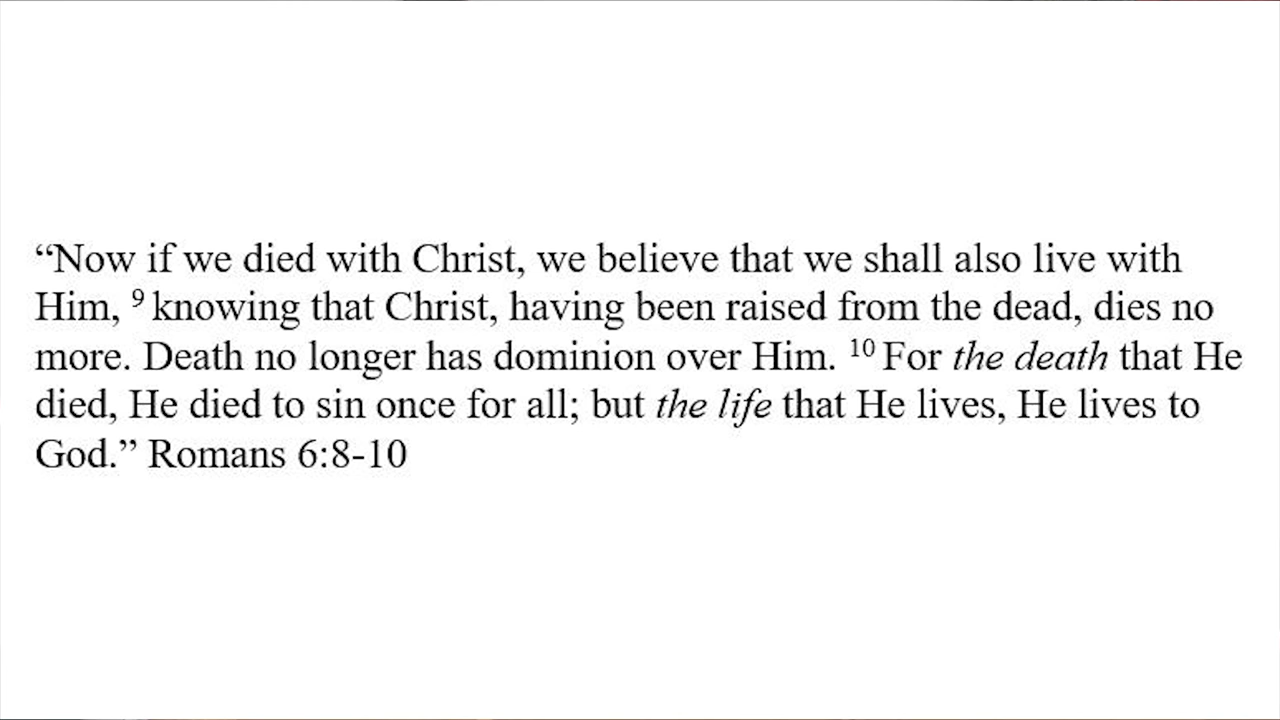 “Now if we died with Christ, we believe that we shall also live with
Him, ⁹ knowing that Christ, having been raised from the dead, dies no
more. Death no longer has dominion over Him. ¹⁰ For the death that He
died, He died to sin once for all; but the life that He lives, He lives to
God.” Romans 6:8-10